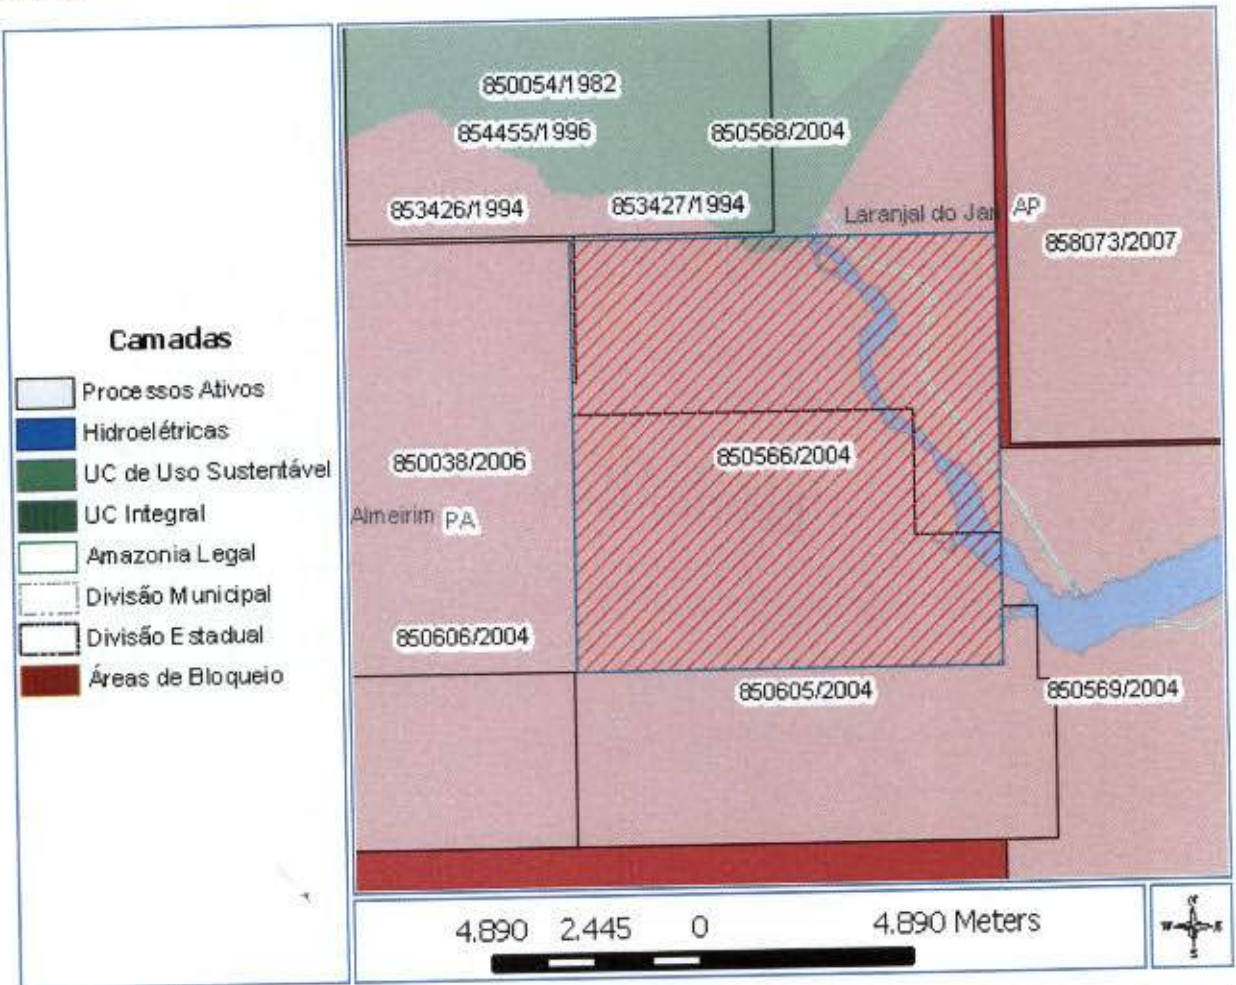 Camadas
Processos Ativos
Hidroelétricas
UC de Uso Sustentável
UC Integral
Amazonia Legal
Divisão Municipal
Divisão Estadual
Áreas de Bloqueio
850054/1982
854455/1996
850568/2004
853426/1994
853427/1994
Laranjal do Jari
AP
858073/2007
850038/2006
850566/2004
Almeirim
PA
850606/2004
850605/2004
850569/2004
4.890 2.445 0 4.890 Meters
N
W
E
S